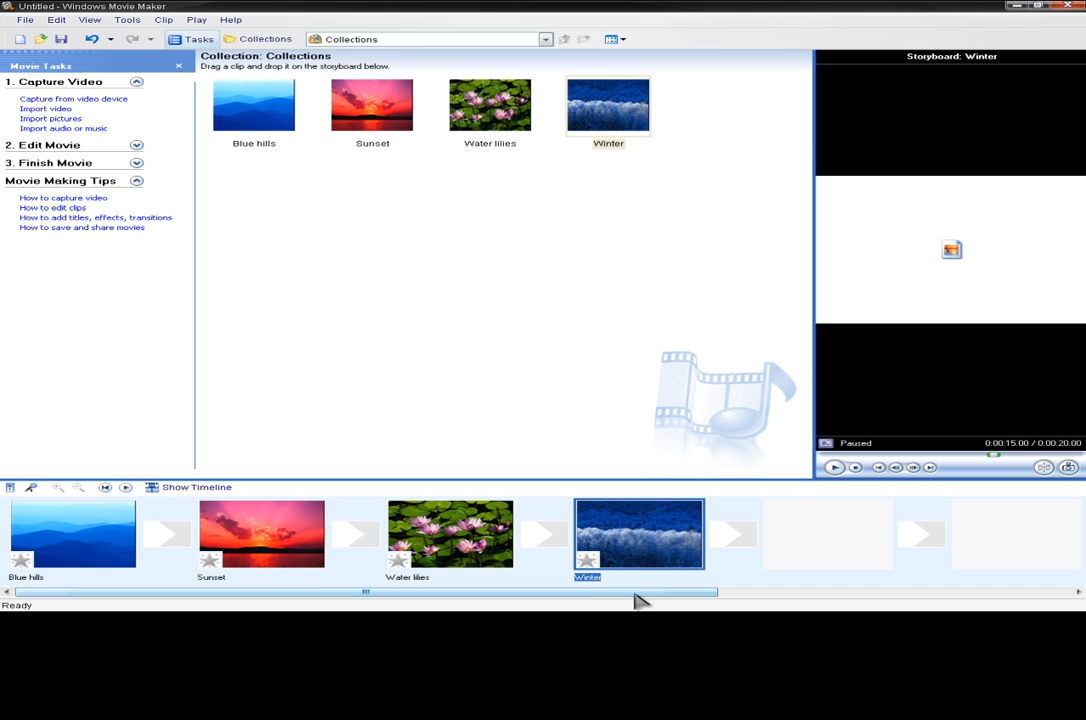 Untitled - Windows Movie Maker
File Edit View Tools Clip Play Help
Tasks Collections Collections
Movie Tasks
1. Capture Video
Capture from video device
Import video
Import pictures
Import audio or music
2. Edit Movie
3. Finish Movie
Movie Making Tips
How to capture video
How to edit clips
How to add titles, effects, transitions
How to save and share movies
Collection: Collections
Drag a clip and drop it on the storyboard below.
Blue hills Sunset Water lilies Winter
Storyboard: Winter
Paused 0:00:15.00 / 0:00:20.00
Show Timeline
Blue hills Sunset Water lilies Winter
Ready